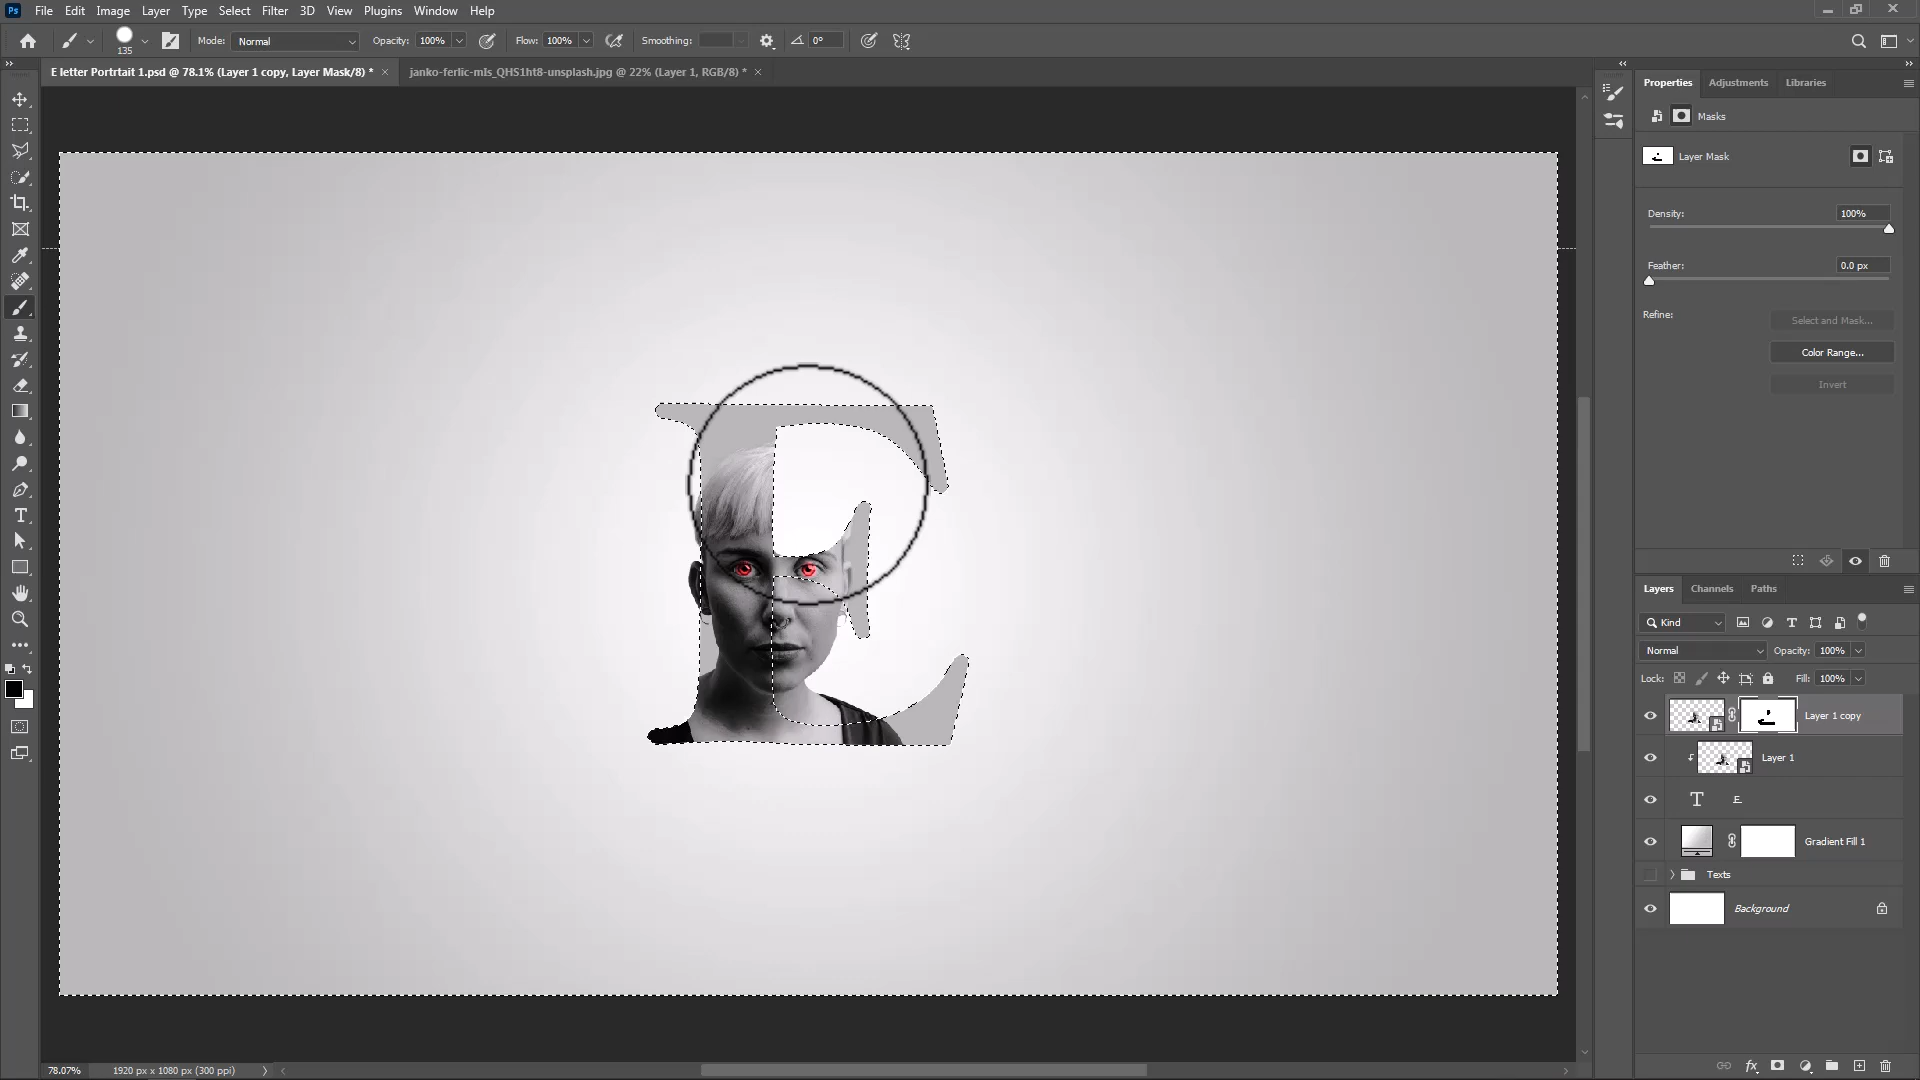 Ps File Edit Image Layer Type Select Filter 3D View Plugins Window Help
135 Mode: Normal Opacity: 100% Flow: 100% Smoothing: 0°
E letter Portrtait 1.psd @ 78.1% (Layer 1 copy, Layer Mask/8) * × janko-ferlic-mIs_QHS1ht8-unsplash.jpg @ 22% (Layer 1, RGB/8) * ×
Properties Adjustments Libraries
Masks
Layer Mask
Density: 100%
Feather: 0.0 px
Refine: Select and Mask...
Color Range...
Invert
Layers Channels Paths
Kind
Normal Opacity: 100%
Lock: Fill: 100%
Layer 1 copy
Layer 1
T E
Gradient Fill 1
Texts
Background
E
78.07% 1920 px x 1080 px (300 ppi)
fx